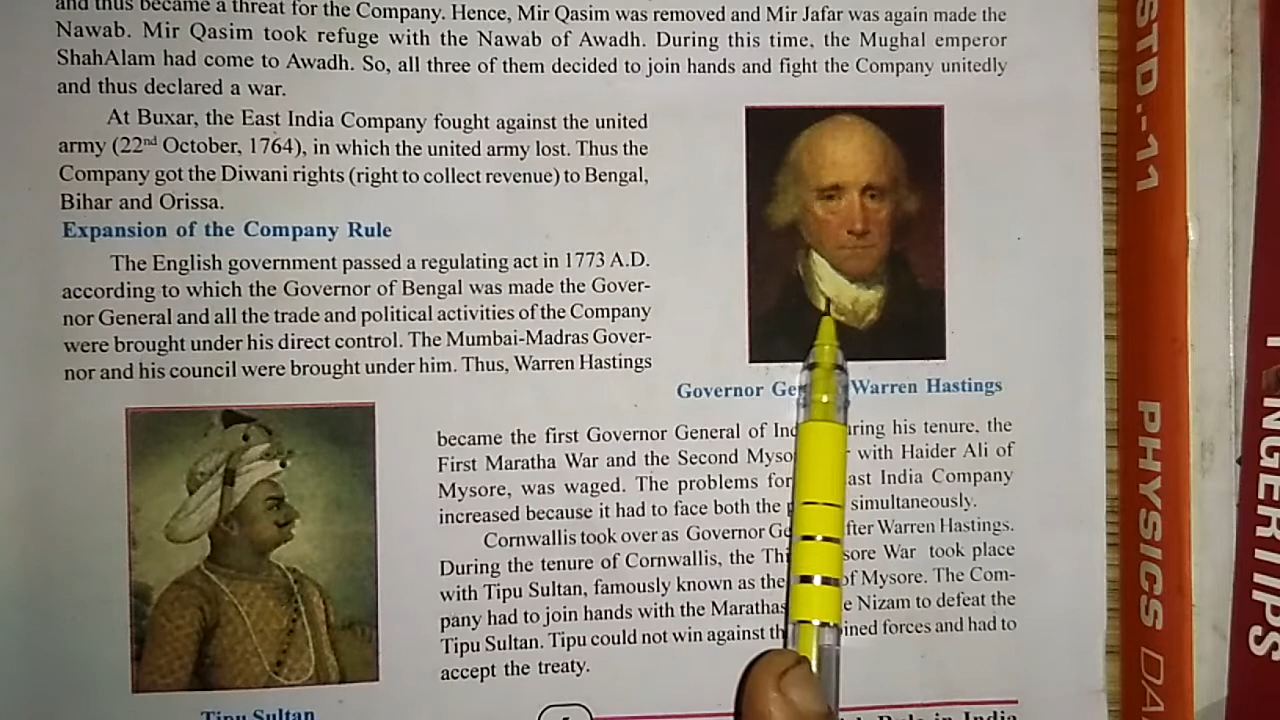 and thus became a threat for the Company. Hence, Mir Qasim was removed and Mir Jafar was again made the
Nawab. Mir Qasim took refuge with the Nawab of Awadh. During this time, the Mughal emperor
ShahAlam had come to Awadh. So, all three of them decided to join hands and fight the Company unitedly
and thus declared a war.
At Buxar, the East India Company fought against the united
army (22nd October, 1764), in which the united army lost. Thus the
Company got the Diwani rights (right to collect revenue) to Bengal,
Bihar and Orissa.
Expansion of the Company Rule
The English government passed a regulating act in 1773 A.D.
according to which the Governor of Bengal was made the Gover-
nor General and all the trade and political activities of the Company
were brought under his direct control. The Mumbai-Madras Gover-
nor and his council were brought under him. Thus, Warren Hastings
Governor Ge Warren Hastings
became the first Governor General of Ind uring his tenure, the
First Maratha War and the Second Myso with Haider Ali of
Mysore, was waged. The problems for ast India Company
increased because it had to face both the p simultaneously.
Cornwallis took over as Governor Ge fter Warren Hastings.
During the tenure of Cornwallis, the Thi sore War took place
with Tipu Sultan, famously known as the of Mysore. The Com-
pany had to join hands with the Marathas e Nizam to defeat the
Tipu Sultan. Tipu could not win against th ined forces and had to
accept the treaty.
Tipu Sultan
Rule in India
STD.-11
PHYSICS DA
NGERTIPS